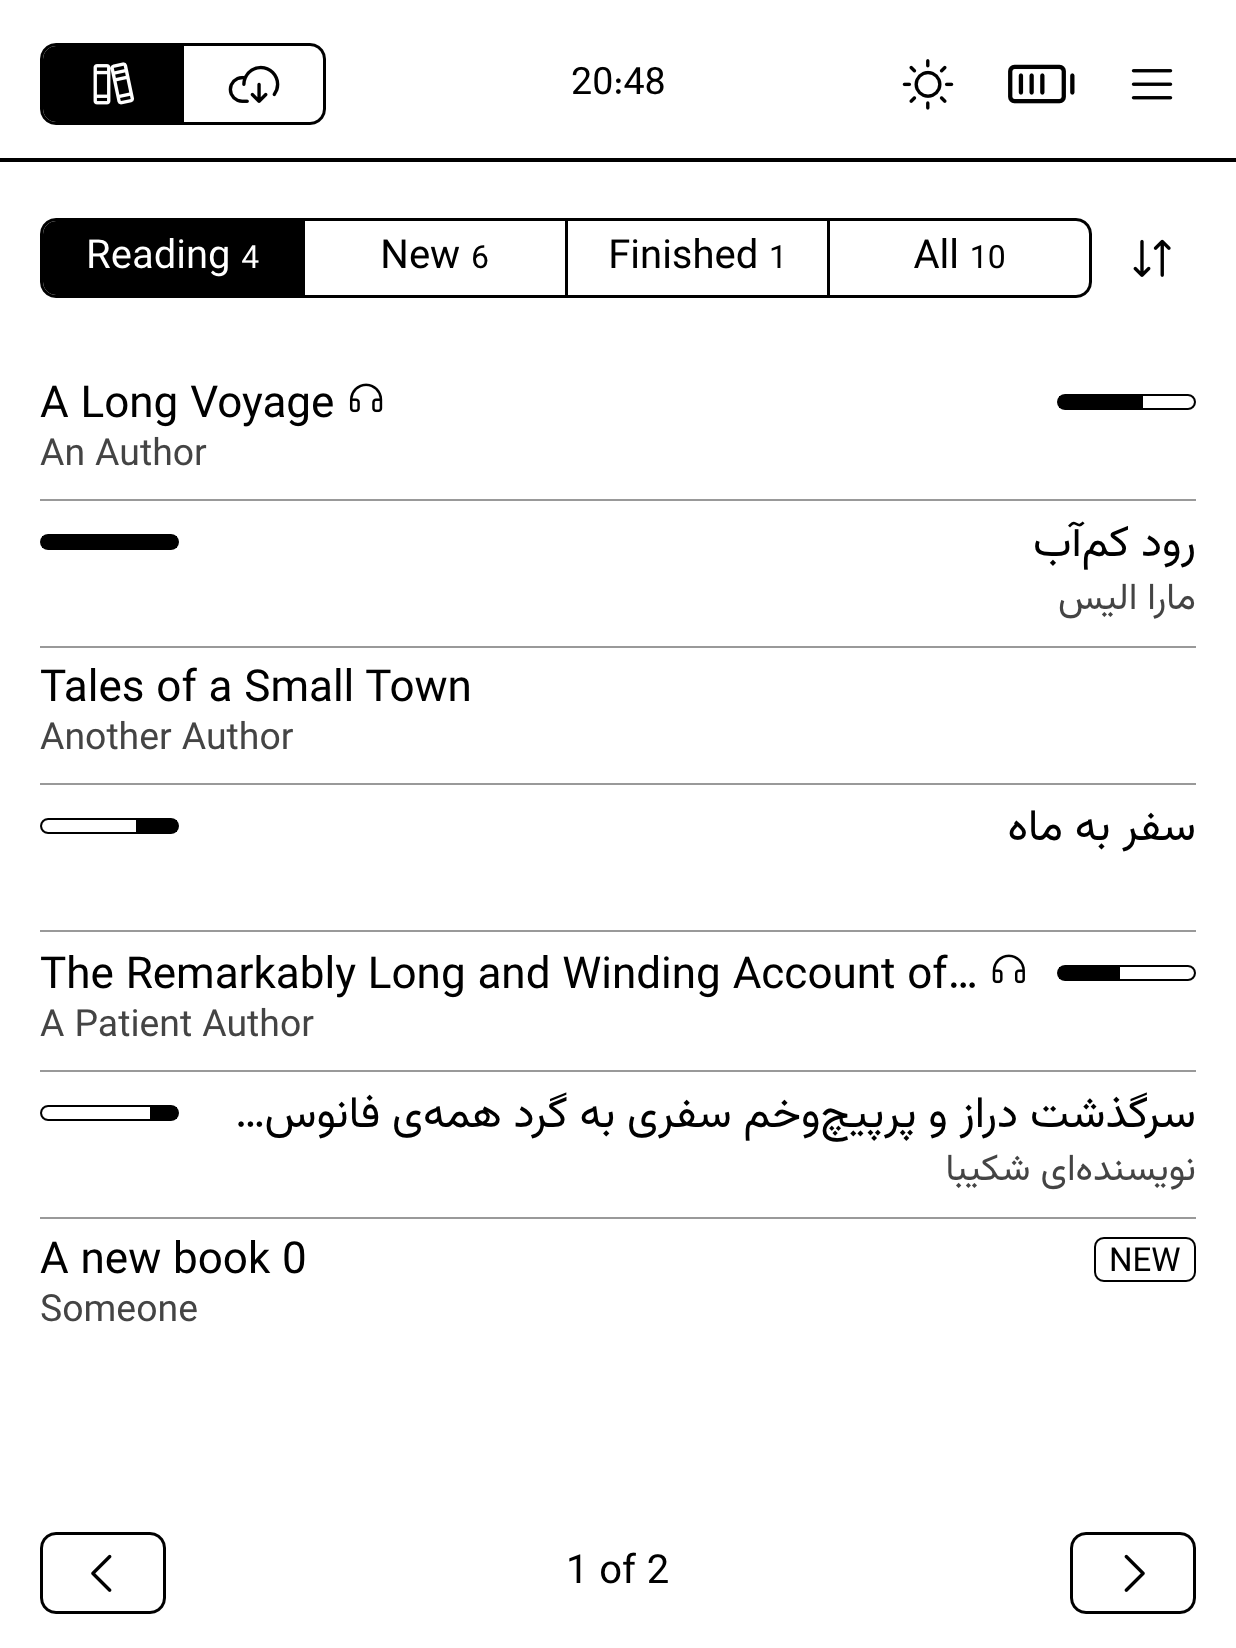 20:48
Reading 4
New 6
Finished 1
All 10
A Long Voyage
An Author
رود کم‌آب
مارا الیس
Tales of a Small Town
Another Author
سفر به ماه
The Remarkably Long and Winding Account of…
A Patient Author
سرگذشت دراز و پرپیچ‌وخم سفری به گرد همه‌ی فانوس…
نویسنده‌ای شکیبا
A new book 0
NEW
Someone
1 of 2